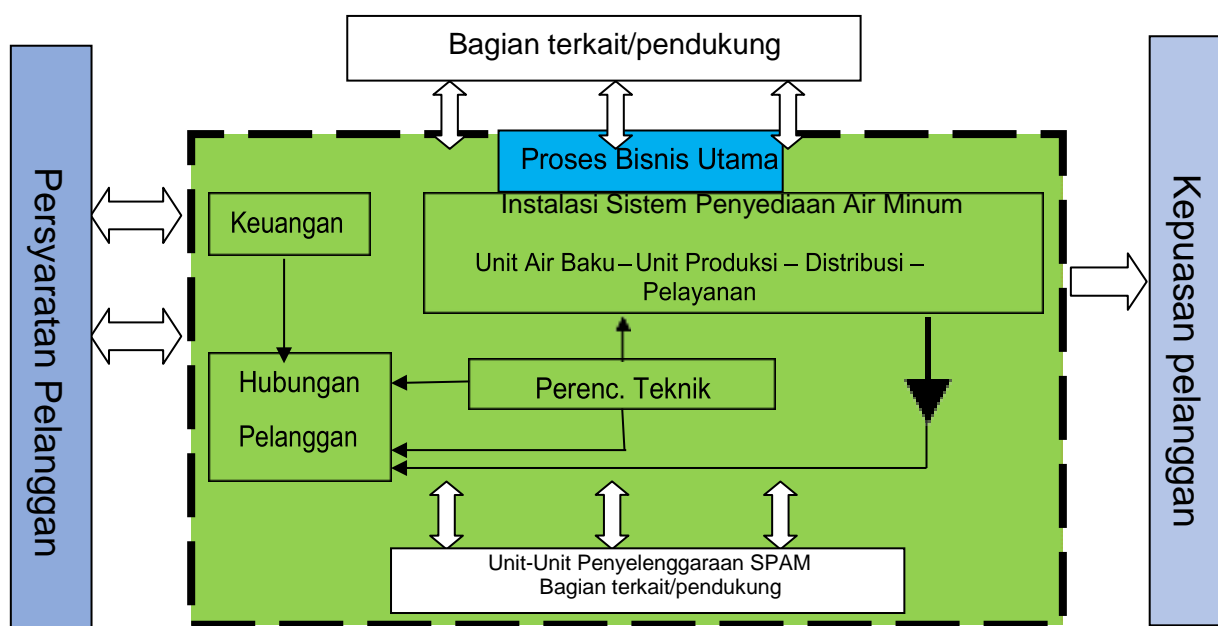 Bagian terkait/pendukung
Persyaratan Pelanggan
Proses Bisnis Utama
Keuangan
Instalasi Sistem Penyediaan Air Minum
Unit Air Baku – Unit Produksi – Distribusi –
Pelayanan
Hubungan
Pelanggan
Perenc. Teknik
Unit-Unit Penyelenggaraan SPAM
Bagian terkait/pendukung
Kepuasan pelanggan